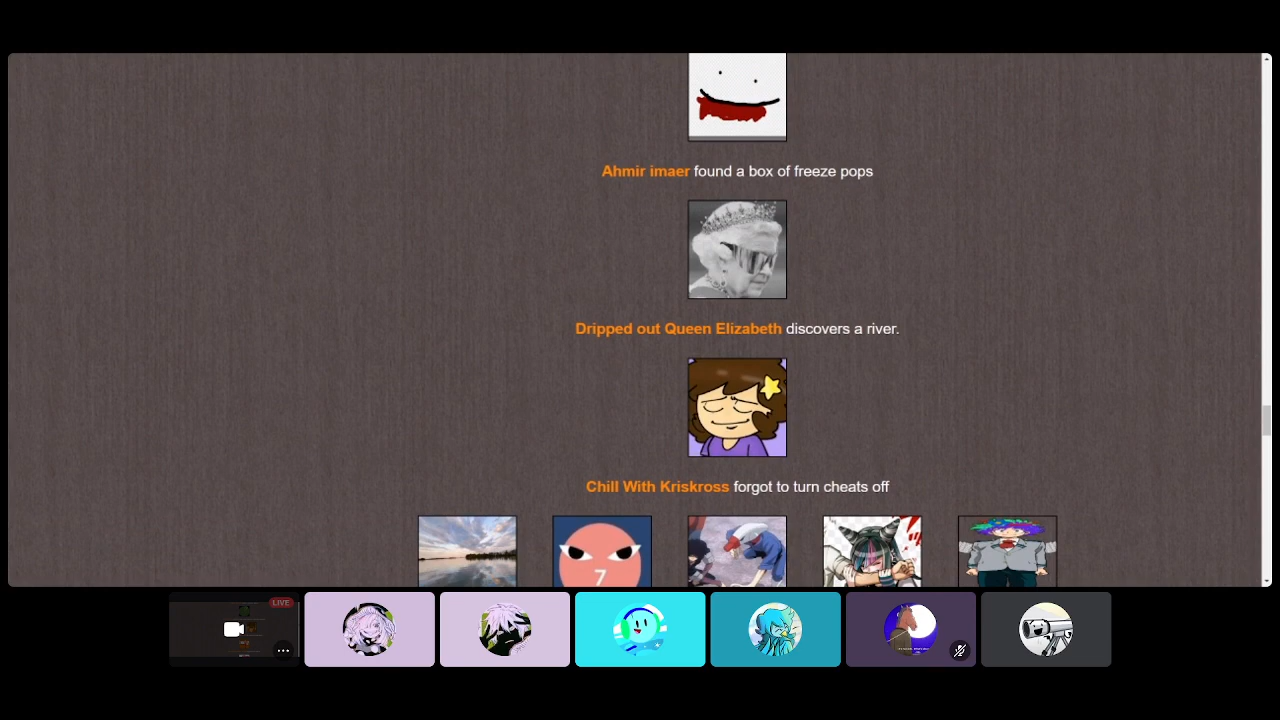 Ahmir imaer found a box of freeze pops
Dripped out Queen Elizabeth discovers a river.
Chill With Kriskross forgot to turn cheats off
7
LIVE